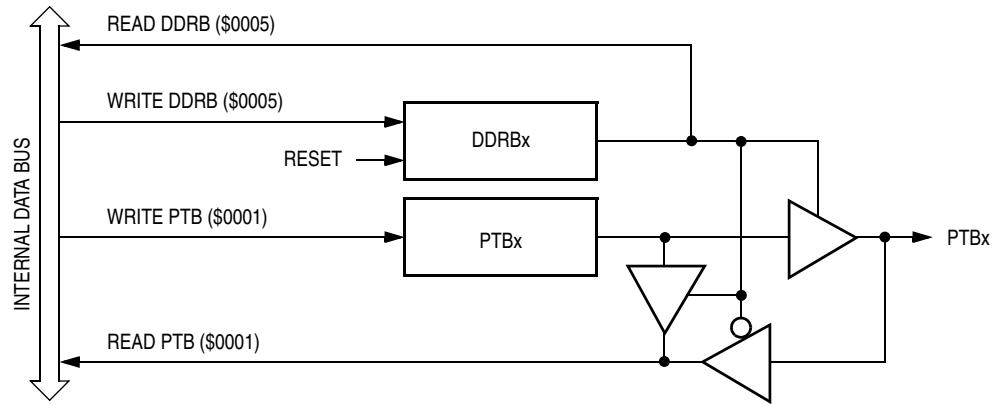 READ DDRB ($0005)
WRITE DDRB ($0005)
DDRBx
RESET
WRITE PTB ($0001)
PTBx
PTBx
READ PTB ($0001)
INTERNAL DATA BUS